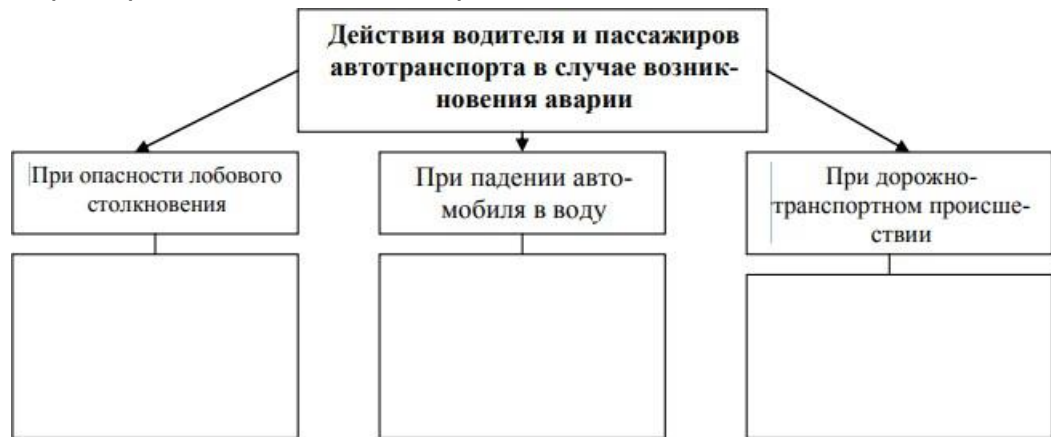 Действия водителя и пассажиров
автотранспорта в случае возник-
новения аварии
При опасности лобового
столкновения
При падении авто-
мобиля в воду
При дорожно-
транспортном происше-
ствии